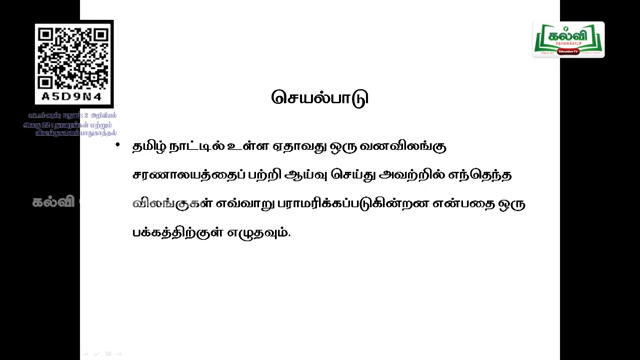 A5D9N4
கல்வி
செயல்பாடு
• தமிழ் நாட்டில் உள்ள ஏதாவது ஒரு வனவிலங்கு
சரணாலயத்தைப் பற்றி ஆய்வு செய்து அவற்றில் எந்தெந்த
கல்வி
விலங்குகள் எவ்வாறு பராமரிக்கப்படுகின்றன என்பதை ஒரு
பக்கத்திற்குள் எழுதவும்.